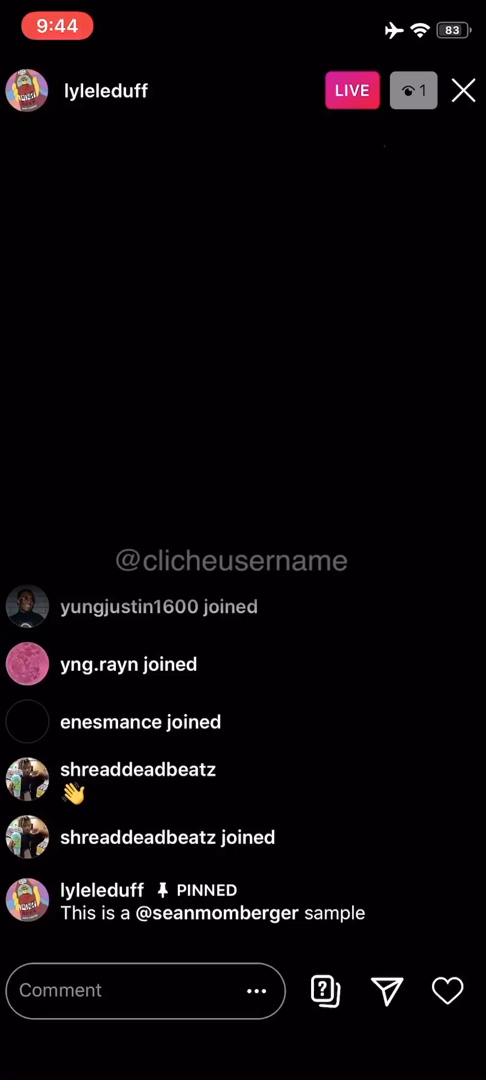 9:44
83
lyleleduff
LIVE
1
@clicheusername
yungjustin1600 joined
yng.rayn joined
enesmance joined
shreaddeadbeatz
👋
shreaddeadbeatz joined
lyleleduff PINNED
This is a @seanmomberger sample
Comment